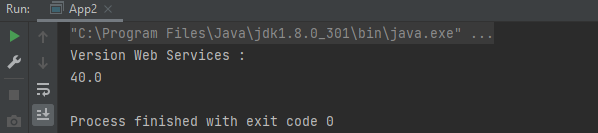 Run: App2
"C:\Program Files\Java\jdk1.8.0_301\bin\java.exe" ...
Version Web Services :
40.0
Process finished with exit code 0